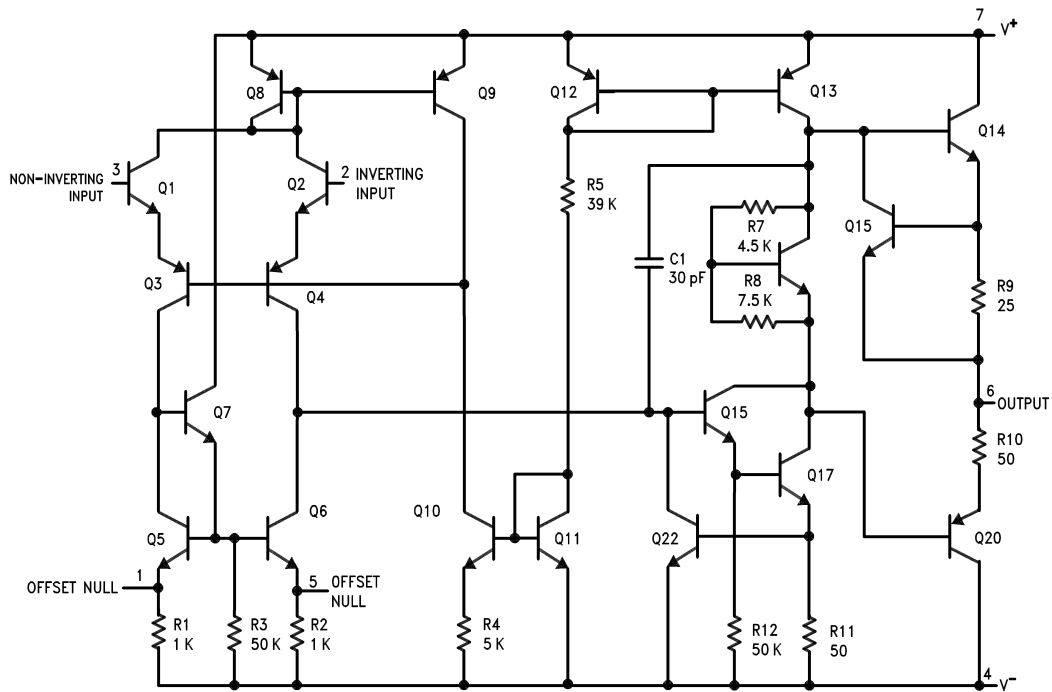 7
V+
Q8
Q9
Q12
Q13
Q14
3
NON-INVERTING
INPUT
Q1
Q2
2 INVERTING
INPUT
R5
39 K
R7
4.5 K
Q15
Q3
Q4
C1
30 pF
R8
7.5 K
R9
25
Q7
Q15
6
OUTPUT
R10
50
Q17
Q5
Q6
Q10
Q11
Q22
Q20
1
OFFSET NULL
5 OFFSET
NULL
R1
1 K
R3
50 K
R2
1 K
R4
5 K
R12
50 K
R11
50
4
V-